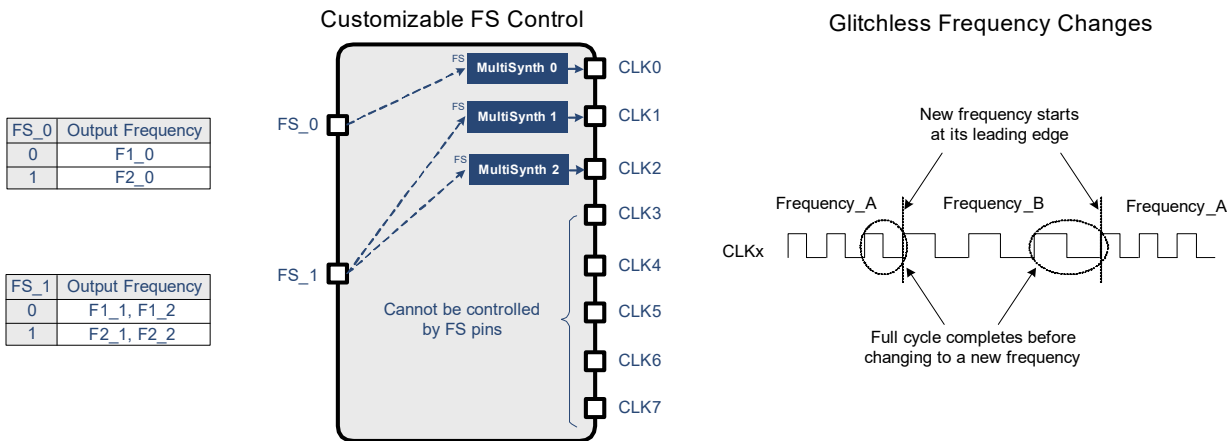 Customizable FS Control
Glitchless Frequency Changes
FS_0 Output Frequency
0 F1_0
1 F2_0
FS_1 Output Frequency
0 F1_1, F1_2
1 F2_1, F2_2
FS_0
FS_1
FS
MultiSynth 0
FS
MultiSynth 1
FS
MultiSynth 2
CLK0
CLK1
CLK2
CLK3
CLK4
CLK5
CLK6
CLK7
Cannot be controlled
by FS pins
New frequency starts
at its leading edge
Frequency_A
Frequency_B
Frequency_A
CLKx
Full cycle completes before
changing to a new frequency